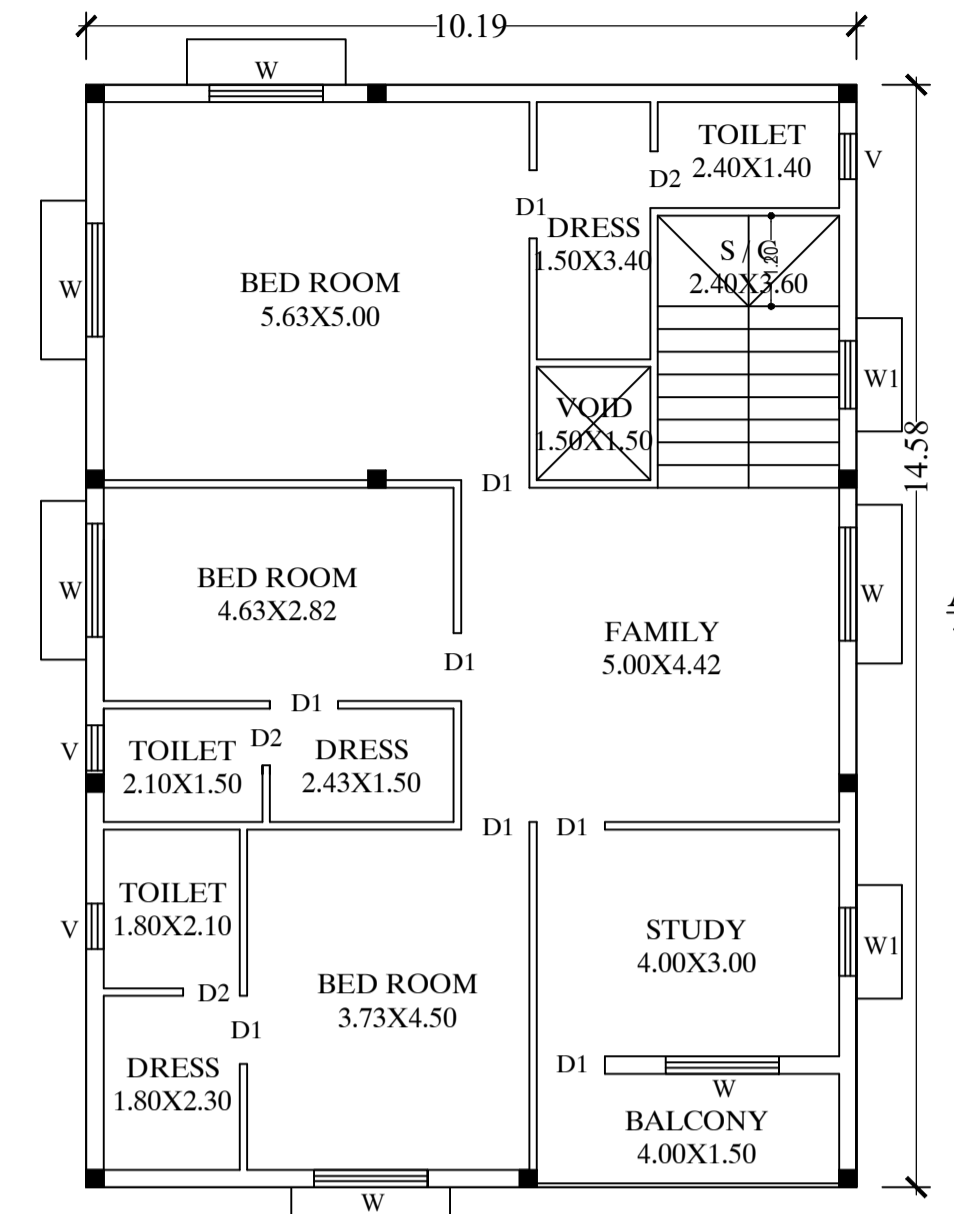 10.19
W
TOILET
2.40X1.40
V
D2
D1
DRESS
1.50X3.40
S / C
2.40X3.60
1.20
BED ROOM
5.63X5.00
W
W1
VOID
1.50X1.50
14.58
D1
BED ROOM
4.63X2.82
W
W
FAMILY
5.00X4.42
D1
D1
V
TOILET
2.10X1.50
D2
DRESS
2.43X1.50
D1
D1
TOILET
1.80X2.10
V
STUDY
4.00X3.00
W1
BED ROOM
3.73X4.50
D2
D1
DRESS
1.80X2.30
D1
W
BALCONY
4.00X1.50
W